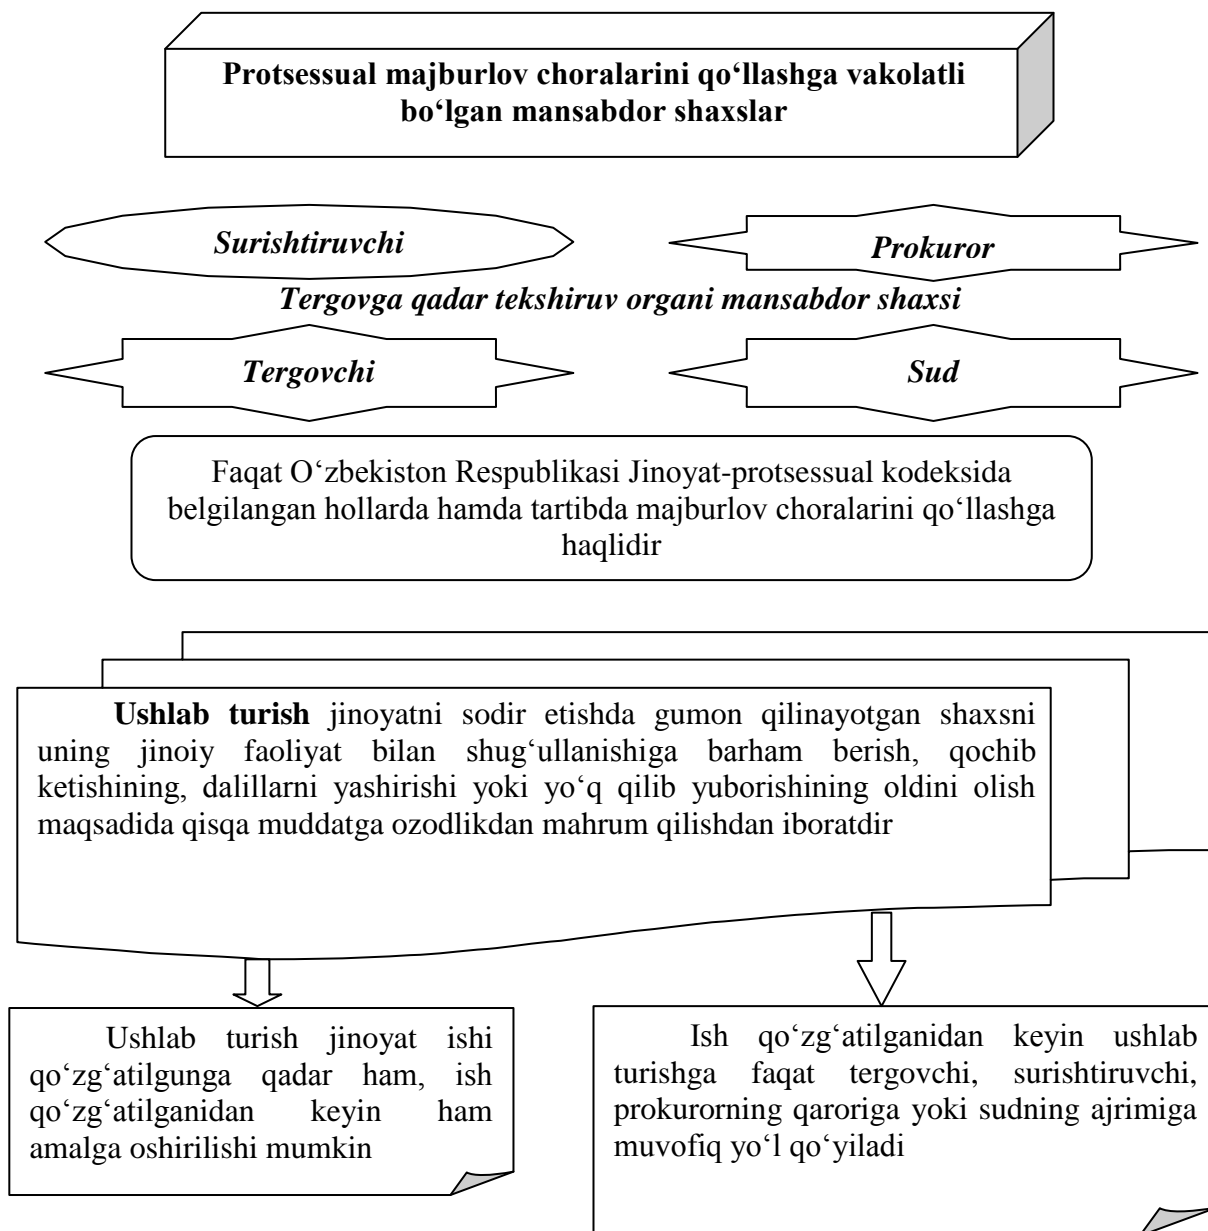 Protsessual majburlov choralarini qo‘llashga vakolatli
bo‘lgan mansabdor shaxslar
Surishtiruvchi
Prokuror
Tergovga qadar tekshiruv organi mansabdor shaxsi
Tergovchi
Sud
Faqat O‘zbekiston Respublikasi Jinoyat-protsessual kodeksida
belgilangan hollarda hamda tartibda majburlov choralarini qo‘llashga
haqlidir
Ushlab turish jinoyatni sodir etishda gumon qilinayotgan shaxsni
uning jinoiy faoliyat bilan shug‘ullanishiga barham berish, qochib
ketishining, dalillarni yashirishi yoki yo‘q qilib yuborishining oldini olish
maqsadida qisqa muddatga ozodlikdan mahrum qilishdan iboratdir
Ushlab turish jinoyat ishi
qo‘zg‘atilgunga qadar ham, ish
qo‘zg‘atilganidan keyin ham
amalga oshirilishi mumkin
Ish qo‘zg‘atilganidan keyin ushlab
turishga faqat tergovchi, surishtiruvchi,
prokurorning qaroriga yoki sudning ajrimiga
muvofiq yo‘l qo‘yiladi